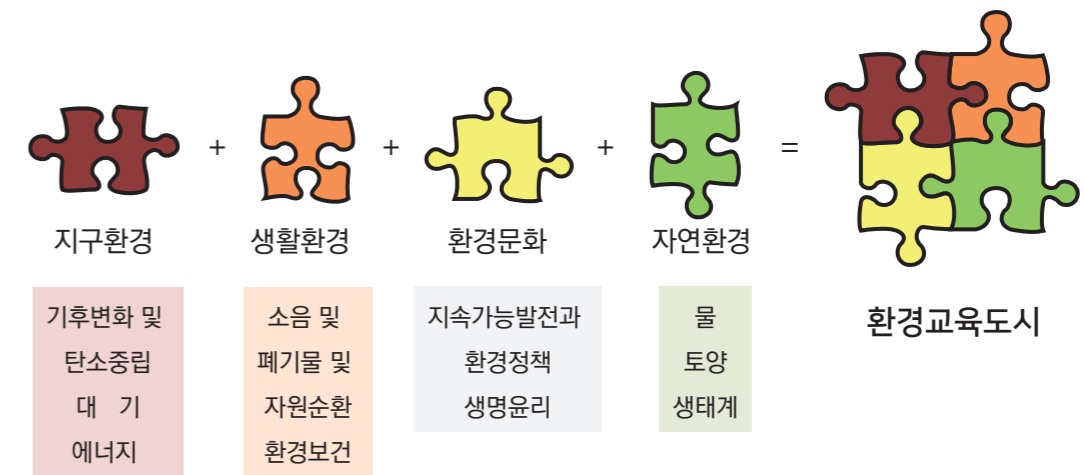 + + + =
지구환경
생활환경
환경문화
자연환경
환경교육도시
기후변화 및
탄소중립
대 기
에너지
소음 및
폐기물 및
자원순환
환경보건
지속가능발전과
환경정책
생명윤리
물
토양
생태계